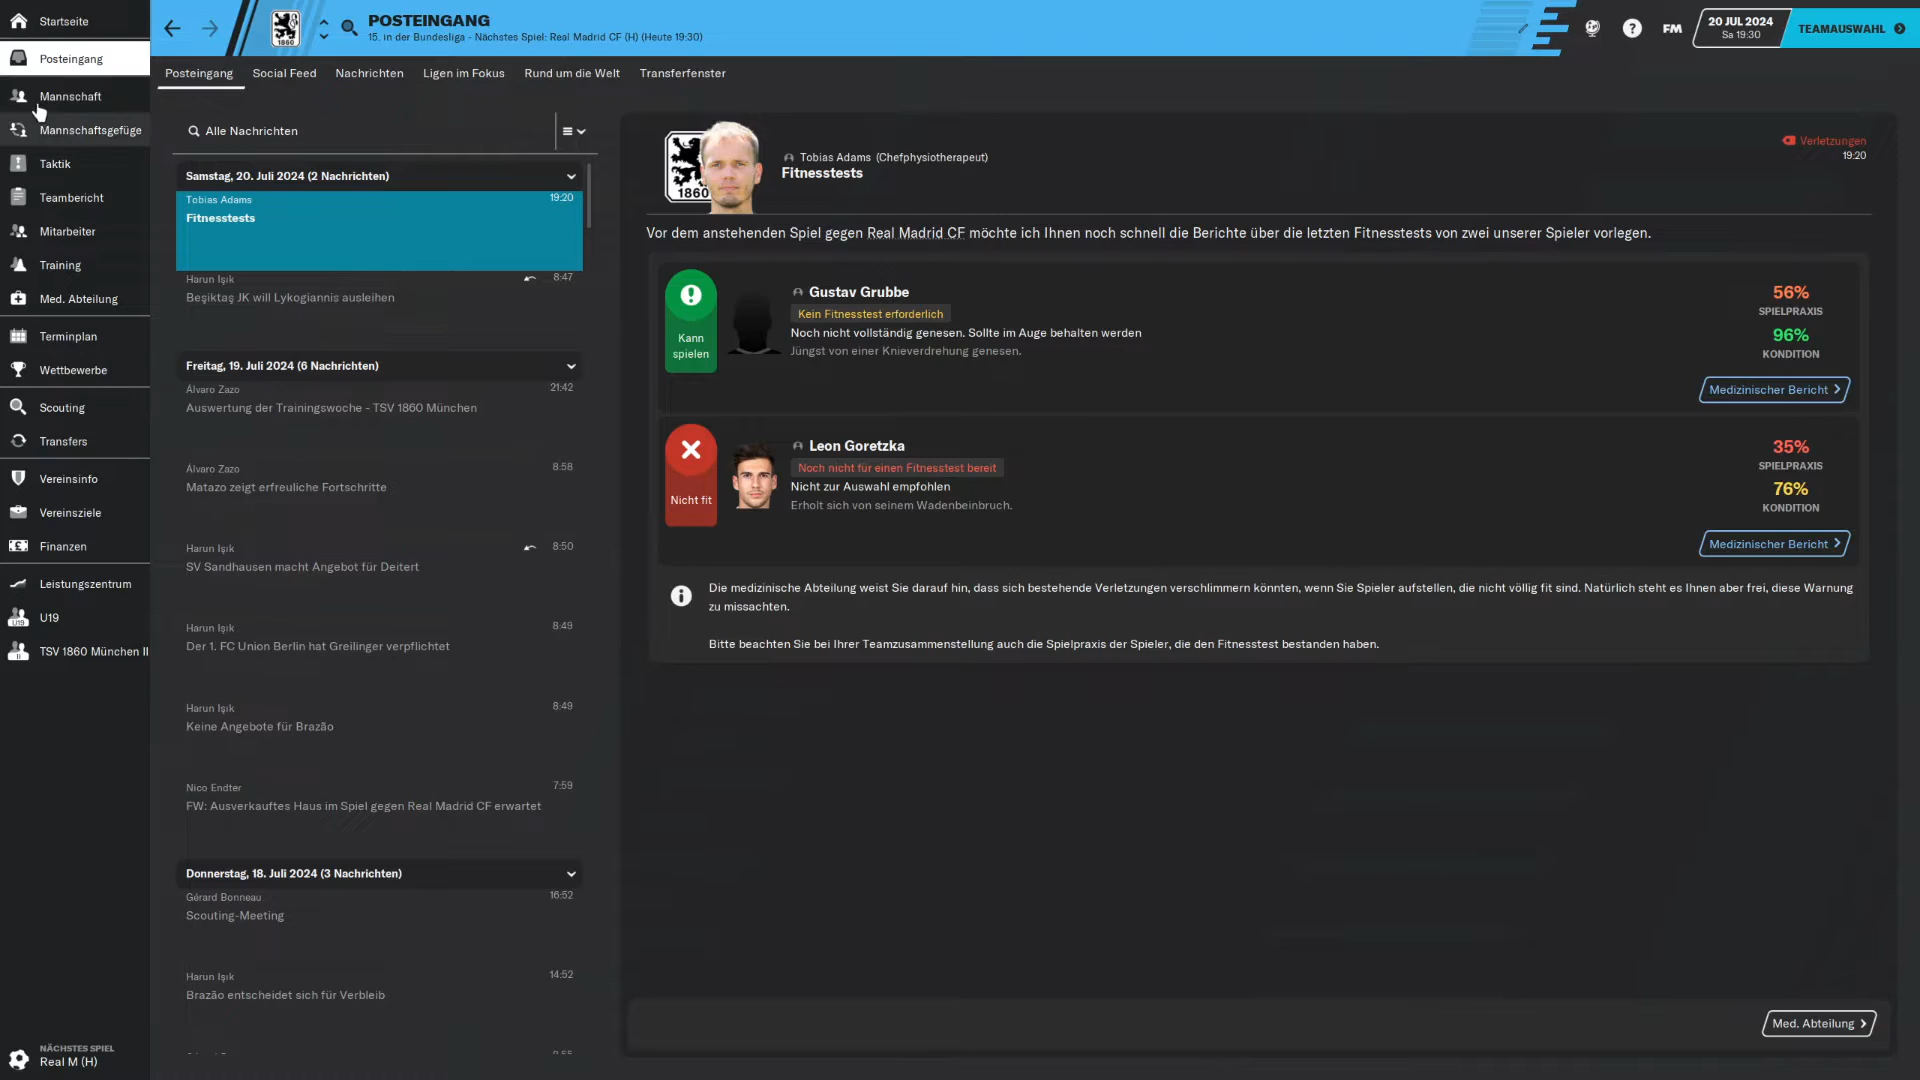 Startseite
Posteingang
Mannschaft
Mannschaftsgefüge
Taktik
Teambericht
Mitarbeiter
Training
Med. Abteilung
Terminplan
Wettbewerbe
Scouting
Transfers
Vereinsinfo
Vereinsziele
Finanzen
Leistungszentrum
U19
U19
TSV 1860 München II
NÄCHSTES SPIEL
Real M (H)
1860
POSTEINGANG
15. in der Bundesliga - Nächstes Spiel: Real Madrid CF (H) (Heute 19:30)
FM
20 JUL 2024
Sa 19:30
TEAMAUSWAHL
Posteingang Social Feed Nachrichten Ligen im Fokus Rund um die Welt Transferfenster
Alle Nachrichten
Samstag, 20. Juli 2024 (2 Nachrichten)
Tobias Adams 19:20
Fitnesstests
Harun Işık 8:47
Beşiktaş JK will Lykogiannis ausleihen
Freitag, 19. Juli 2024 (6 Nachrichten)
Álvaro Zazo 21:42
Auswertung der Trainingswoche - TSV 1860 München
Álvaro Zazo 8:58
Matazo zeigt erfreuliche Fortschritte
Harun Işık 8:50
SV Sandhausen macht Angebot für Deitert
Harun Işık 8:49
Der 1. FC Union Berlin hat Greilinger verpflichtet
Harun Işık 8:49
Keine Angebote für Brazão
Nico Endter 7:59
FW: Ausverkauftes Haus im Spiel gegen Real Madrid CF erwartet
Donnerstag, 18. Juli 2024 (3 Nachrichten)
Gérard Bonneau 16:52
Scouting-Meeting
Harun Işık 14:52
Brazão entscheidet sich für Verbleib
1860
Tobias Adams (Chefphysiotherapeut)
Fitnesstests
Verletzungen
19:20
Vor dem anstehenden Spiel gegen Real Madrid CF möchte ich Ihnen noch schnell die Berichte über die letzten Fitnesstests von zwei unserer Spieler vorlegen.
Kann
spielen
Gustav Grubbe
Kein Fitnesstest erforderlich
Noch nicht vollständig genesen. Sollte im Auge behalten werden
Jüngst von einer Knieverdrehung genesen.
56%
SPIELPRAXIS
96%
KONDITION
Medizinischer Bericht
Nicht fit
Leon Goretzka
Noch nicht für einen Fitnesstest bereit
Nicht zur Auswahl empfohlen
Erholt sich von seinem Wadenbeinbruch.
35%
SPIELPRAXIS
76%
KONDITION
Medizinischer Bericht
Die medizinische Abteilung weist Sie darauf hin, dass sich bestehende Verletzungen verschlimmern könnten, wenn Sie Spieler aufstellen, die nicht völlig fit sind. Natürlich steht es Ihnen aber frei, diese Warnung
zu missachten.
Bitte beachten Sie bei Ihrer Teamzusammenstellung auch die Spielpraxis der Spieler, die den Fitnesstest bestanden haben.
Med. Abteilung